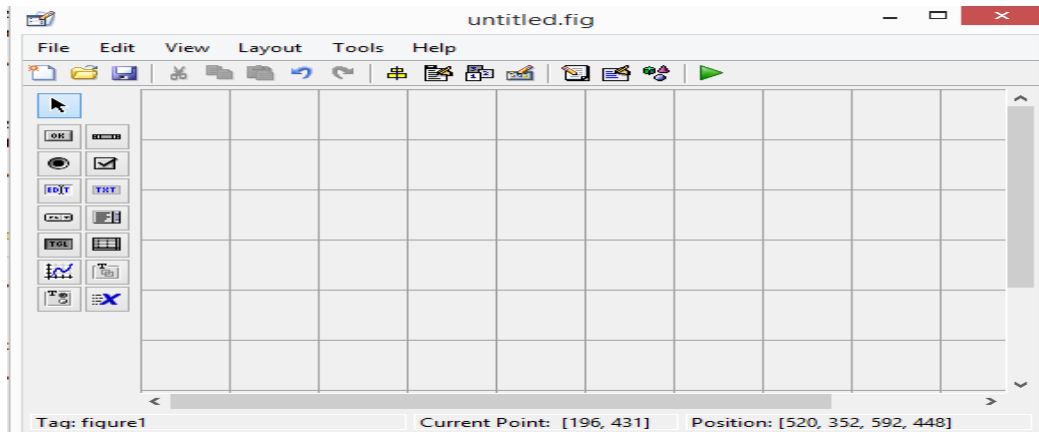 untitled.fig
File Edit View Layout Tools Help
OK
EDIT TXT
TGL
Tag: figure1 Current Point: [196, 431] Position: [520, 352, 592, 448]